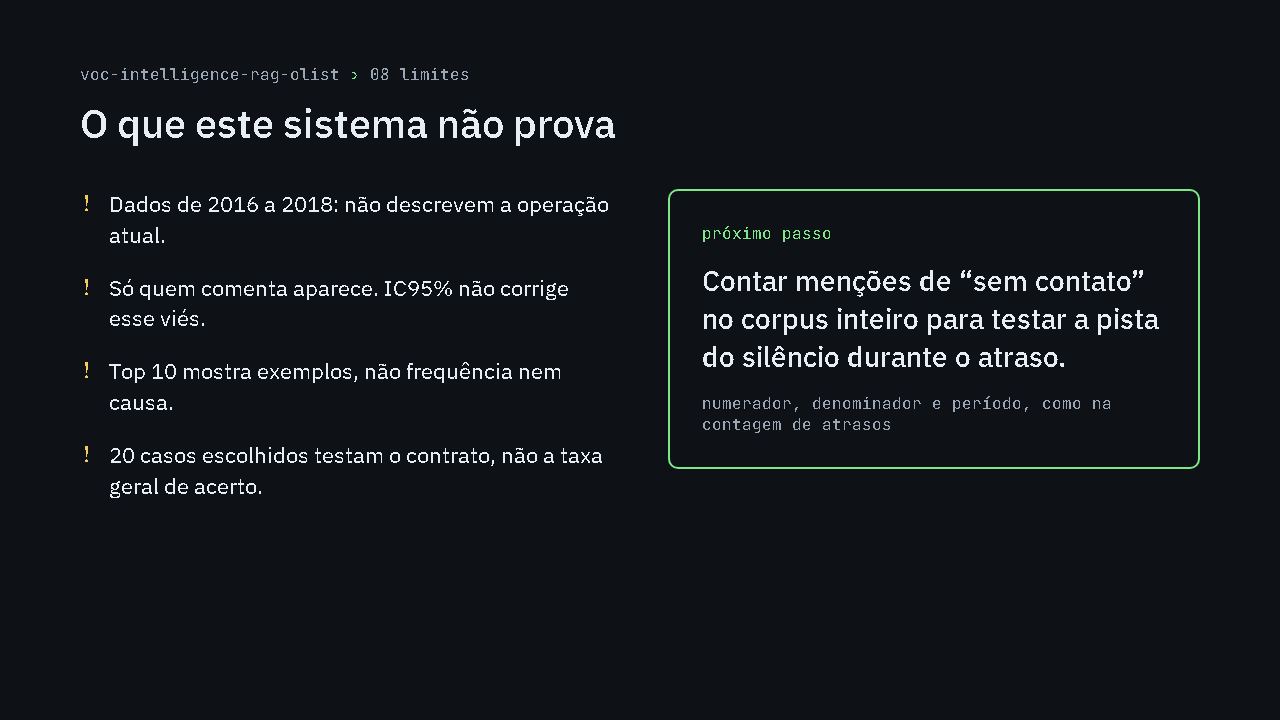 voc-intelligence-rag-olist › 08 limites
O que este sistema não prova
! Dados de 2016 a 2018: não descrevem a operação
atual.
! Só quem comenta aparece. IC95% não corrige
esse viés.
! Top 10 mostra exemplos, não frequência nem
causa.
! 20 casos escolhidos testam o contrato, não a taxa
geral de acerto.
próximo passo
Contar menções de “sem contato”
no corpus inteiro para testar a pista
do silêncio durante o atraso.
numerador, denominador e período, como na
contagem de atrasos